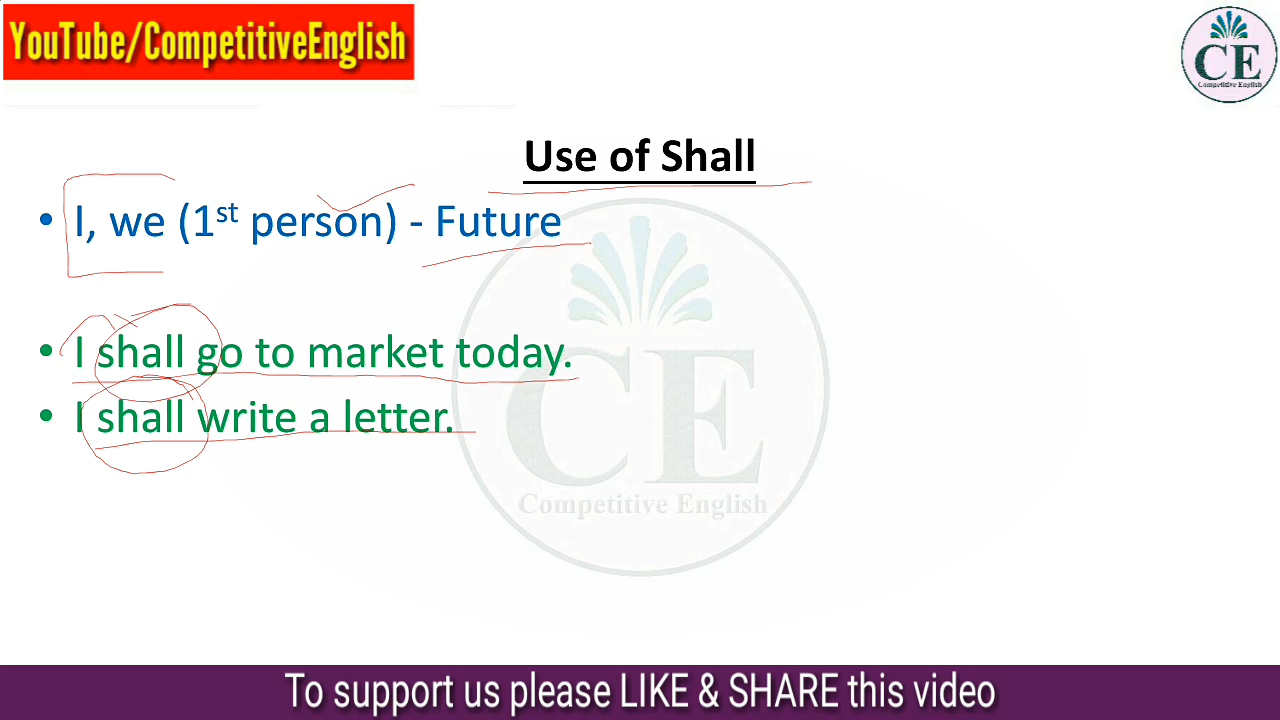 YouTube/CompetitiveEnglish
CE
Competitive English
Use of Shall
• I, we (1st person) - Future
• I shall go to market today.
• I shall write a letter.
CE
Competitive English
To support us please LIKE & SHARE this video